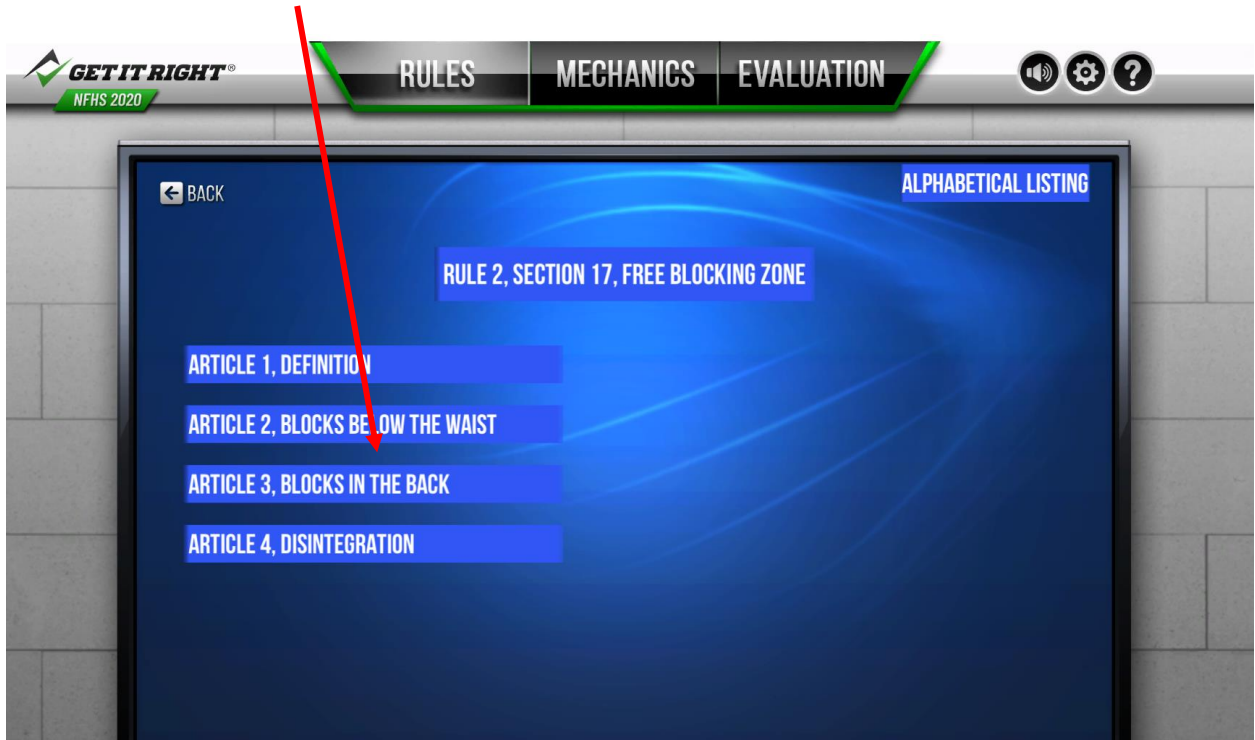 GET IT RIGHT®
NFHS 2020
RULES
MECHANICS
EVALUATION
?
BACK
ALPHABETICAL LISTING
RULE 2, SECTION 17, FREE BLOCKING ZONE
ARTICLE 1, DEFINITION
ARTICLE 2, BLOCKS BELOW THE WAIST
ARTICLE 3, BLOCKS IN THE BACK
ARTICLE 4, DISINTEGRATION